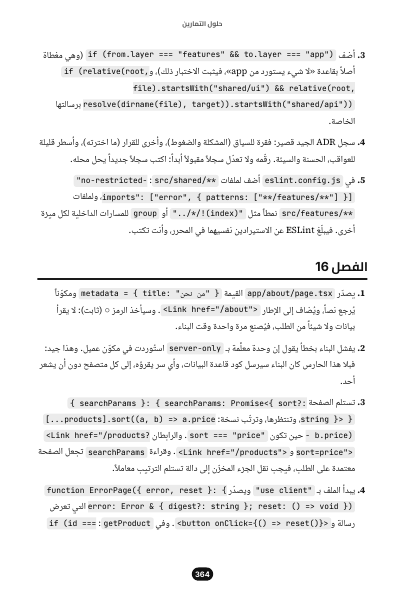 حلول التمارين
3. أضف if (from.layer === "features" && to.layer === "app") (وهي مغطاة
أصلاً بقاعدة «لا شيء يستورد من app»، فيثبت الاختبار ذلك)، وif (relative(root,
file).startsWith("shared/ui") && relative(root,
resolve(dirname(file), target)).startsWith("shared/api")) برسالتها
الخاصة.
4. سجل ADR الجيد قصير: فقرة للسياق (المشكلة والضغوط)، وأخرى للقرار (ما اخترته)، وأسطر قليلة
للعواقب، الحسنة والسيئة. رقّمه ولا تعدّل سجلاً مقبولاً أبداً: اكتب سجلاً جديداً يحل محله.
5. في eslint.config.js أضف لملفات src/shared/**: "no-restricted-
imports": ["error", { patterns: ["**/features/**"] }]، ولملفات
src/features/** نمطاً مثل "../*/!(index)" أو group للمسارات الداخلية لكل ميزة
أخرى. فيبلّغ ESLint عن الاستيرادين نفسيهما في المحرر، وأنت تكتب.
الفصل 16
1. يصدّر app/about/page.tsx القيمة metadata = { title: "من نحن" } ومكوّناً
يُرجع نصاً، ويُضاف إلى الإطار <Link href="/about">. وسيأخذ الرمز ○ (ثابت): لا يقرأ
بيانات ولا شيئاً من الطلب، فيُصنع مرة واحدة وقت البناء.
2. يفشل البناء بخطأ يقول إن وحدة معلَّمة بـ server-only استُوردت في مكوّن عميل. وهذا جيد:
فبلا هذا الحارس كان البناء سيرسل كود قاعدة البيانات، وأي سر يقرؤه، إلى كل متصفح دون أن يشعر
أحد.
3. تستلم الصفحة { searchParams }: { searchParams: Promise<{ sort?:
string }> }، وتنتظرها، وترتّب نسخة: [...products].sort((a, b) => a.price
- b.price) حين تكون sort === "price". والرابطان <Link href="/products?
sort=price"> و <Link href="/products">. وقراءة searchParams تجعل الصفحة
معتمدة على الطلب، فيجب نقل الجزء المخزّن إلى دالة تستلم الترتيب معاملاً.
4. يبدأ الملف بـ "use client" ويصدّر function ErrorPage({ error, reset }: {
error: Error & { digest?: string }; reset: () => void }) التي تعرض
رسالة و <button onClick={() => reset()}>. وفي getProduct: if (id ===
364